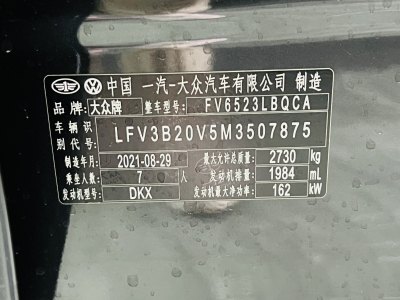 中国 一汽-大众汽车有限公司 制造
品牌 大众牌 整车型号 FV6523LBQCA
车辆识别代号 LFV3B20V5M3507875
制造年月 2021-08-29 最大允许总质量 2730 kg
乘坐人数 7 人 发动机排量 1984 mL
发动机型号 DKX 发动机最大净功率 162 kW